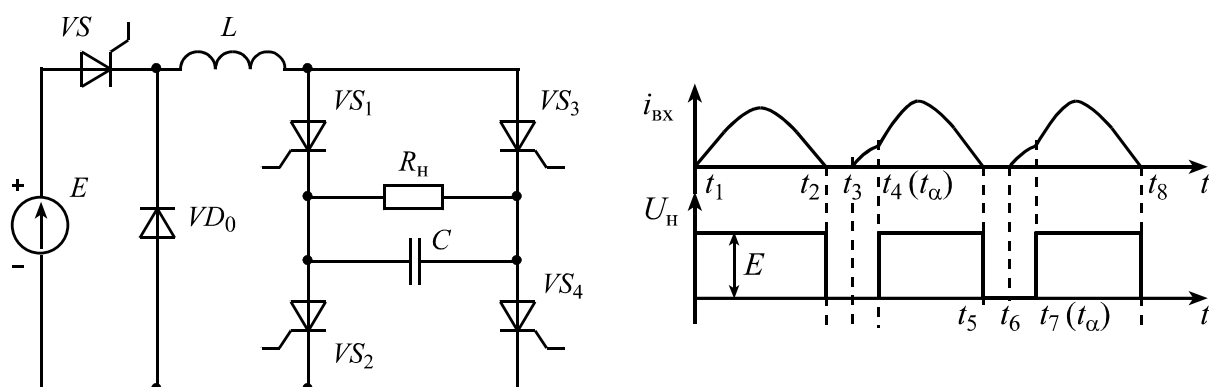 VS
L
VS₁
VS₃
Rн
+
E
VD₀
C
−
VS₄
VS₂
iвх
t₁
t₂
t₃
t₄ (tα)
t₈
t
Uн
E
t₅
t₆
t₇ (tα)
t